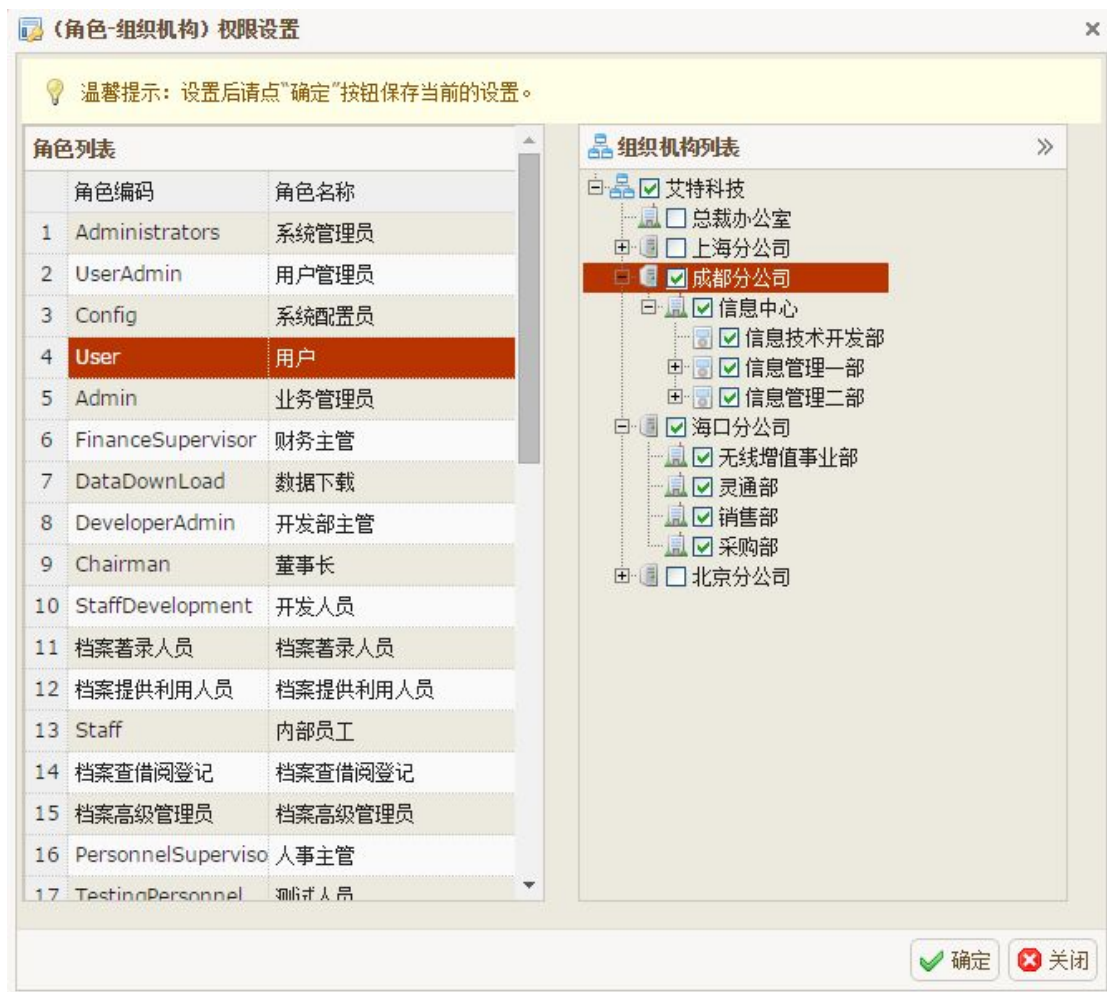 （角色-组织机构）权限设置
温馨提示：设置后请点"确定"按钮保存当前的设置。
角色列表
角色编码 角色名称
1 Administrators 系统管理员
2 UserAdmin 用户管理员
3 Config 系统配置员
4 User 用户
5 Admin 业务管理员
6 FinanceSupervisor 财务主管
7 DataDownLoad 数据下载
8 DeveloperAdmin 开发部主管
9 Chairman 董事长
10 StaffDevelopment 开发人员
11 档案著录人员 档案著录人员
12 档案提供利用人员 档案提供利用人员
13 Staff 内部员工
14 档案查借阅登记 档案查借阅登记
15 档案高级管理员 档案高级管理员
16 PersonnelSuperviso 人事主管
17 TestingPersonnel 测试人员
组织机构列表
艾特科技
总裁办公室
上海分公司
成都分公司
信息中心
信息技术开发部
信息管理一部
信息管理二部
海口分公司
无线增值事业部
灵通部
销售部
采购部
北京分公司
确定 关闭